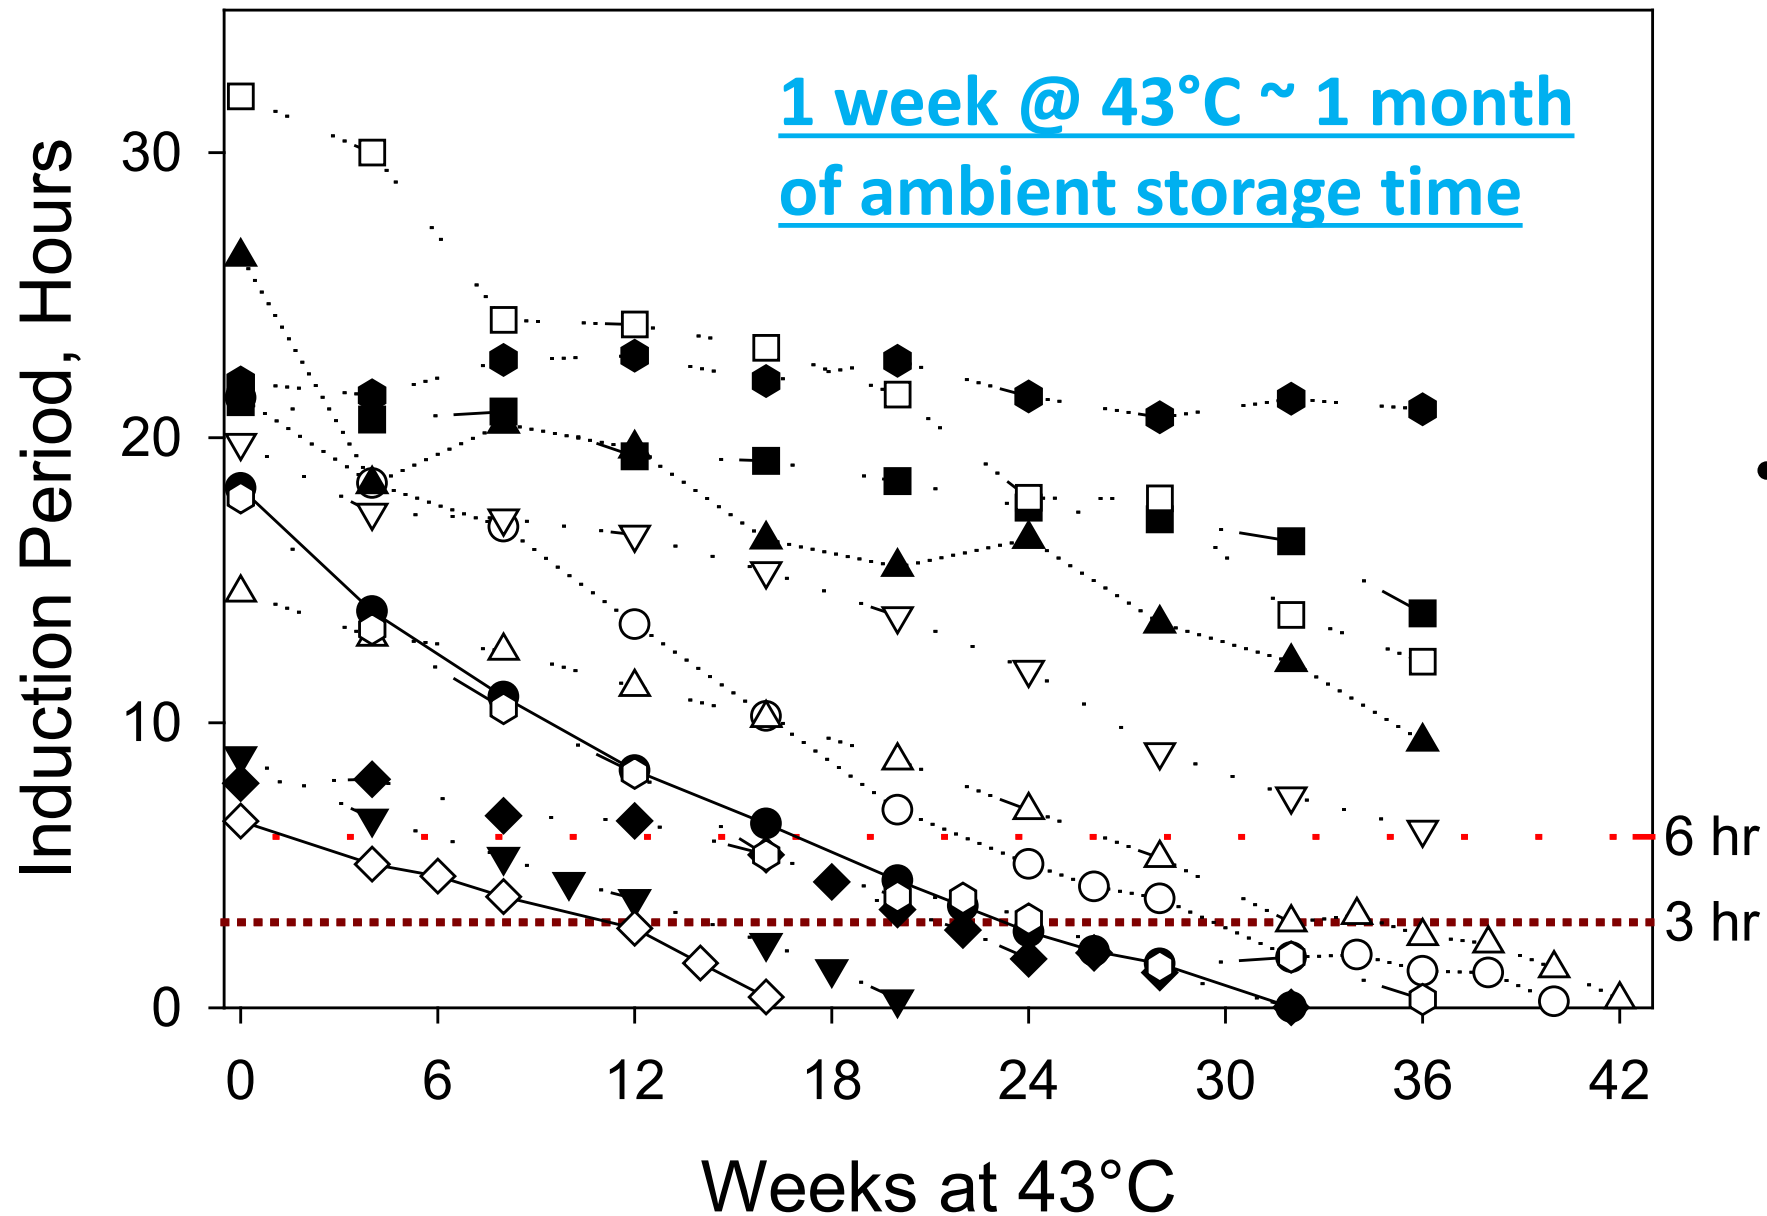 1 week @ 43°C ~ 1 month
of ambient storage time
Induction Period, Hours
30
20
10
0
6 hr
3 hr
0 6 12 18 24 30 36 42
Weeks at 43°C
•